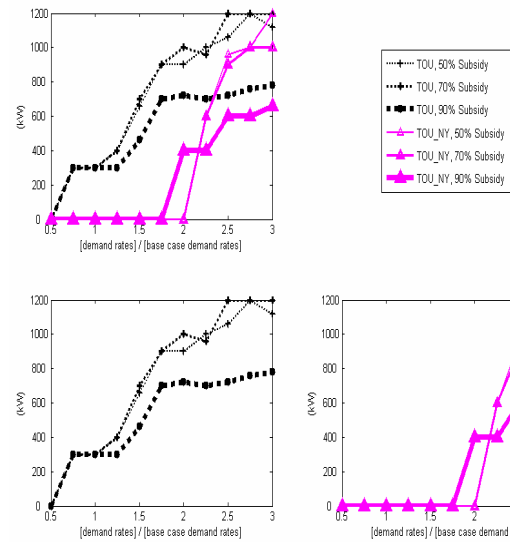 1200
1000
800
600
400
200
0
(kW)
0.5 1 1.5 2 2.5 3
[demand rates] / [base case demand rates]
TOU, 50% Subsidy
TOU, 70% Subsidy
TOU, 90% Subsidy
TOU_NY, 50% Subsidy
TOU_NY, 70% Subsidy
TOU_NY, 90% Subsidy
1200
1000
800
600
400
200
0
(kW)
0.5 1 1.5 2 2.5 3
[demand rates] / [base case demand rates]
1200
1000
800
600
400
200
0
(kW)
0.5 1 1.5 2
[demand rates] / [base case demand